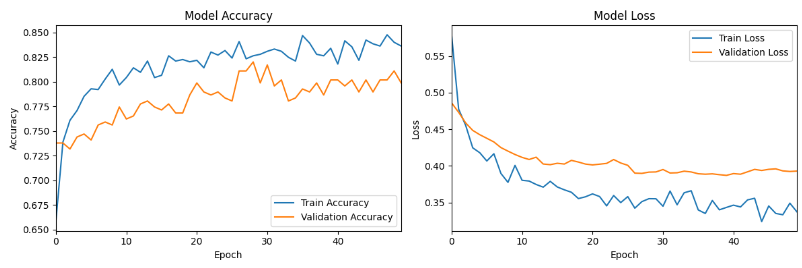 Model Accuracy
0.850
0.825
0.800
0.775
0.750
0.725
0.700
0.675
0.650
Accuracy
Train Accuracy
Validation Accuracy
0 10 20 30 40
Epoch
Model Loss
0.55
0.50
0.45
0.40
0.35
Loss
Train Loss
Validation Loss
0 10 20 30 40
Epoch